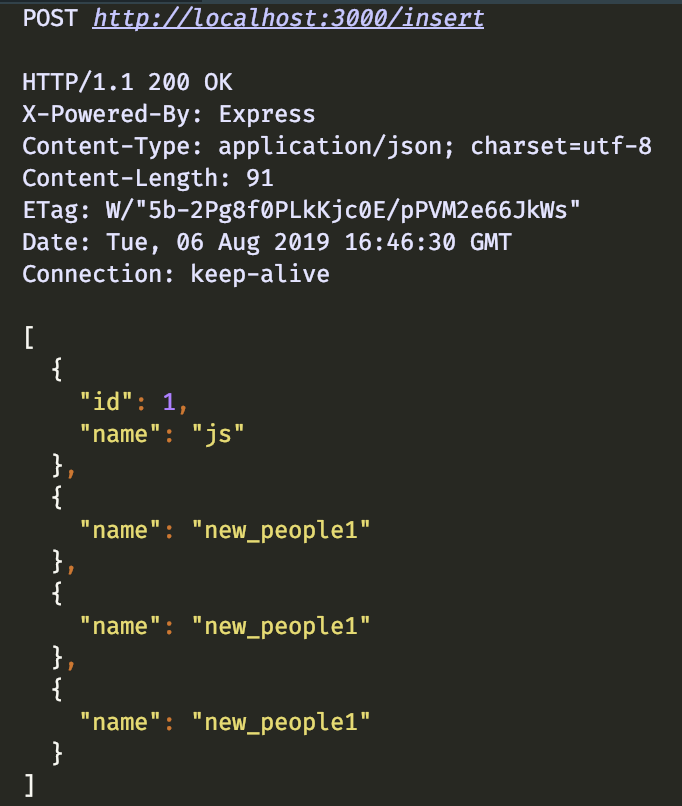 POST http://localhost:3000/insert
HTTP/1.1 200 OK
X-Powered-By: Express
Content-Type: application/json; charset=utf-8
Content-Length: 91
ETag: W/"5b-2Pg8f0PLkKjc0E/pPVM2e66JkWs"
Date: Tue, 06 Aug 2019 16:46:30 GMT
Connection: keep-alive
[
  {
    "id": 1,
    "name": "js"
  },
  {
    "name": "new_people1"
  },
  {
    "name": "new_people1"
  },
  {
    "name": "new_people1"
  }
]